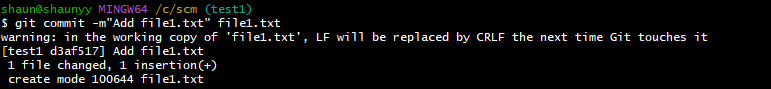 shaun@shaunyy MINGW64 /c/scm (test1)
$ git commit -m"Add file1.txt" file1.txt
warning: in the working copy of 'file1.txt', LF will be replaced by CRLF the next time Git touches it
[test1 d3af517] Add file1.txt
 1 file changed, 1 insertion(+)
 create mode 100644 file1.txt